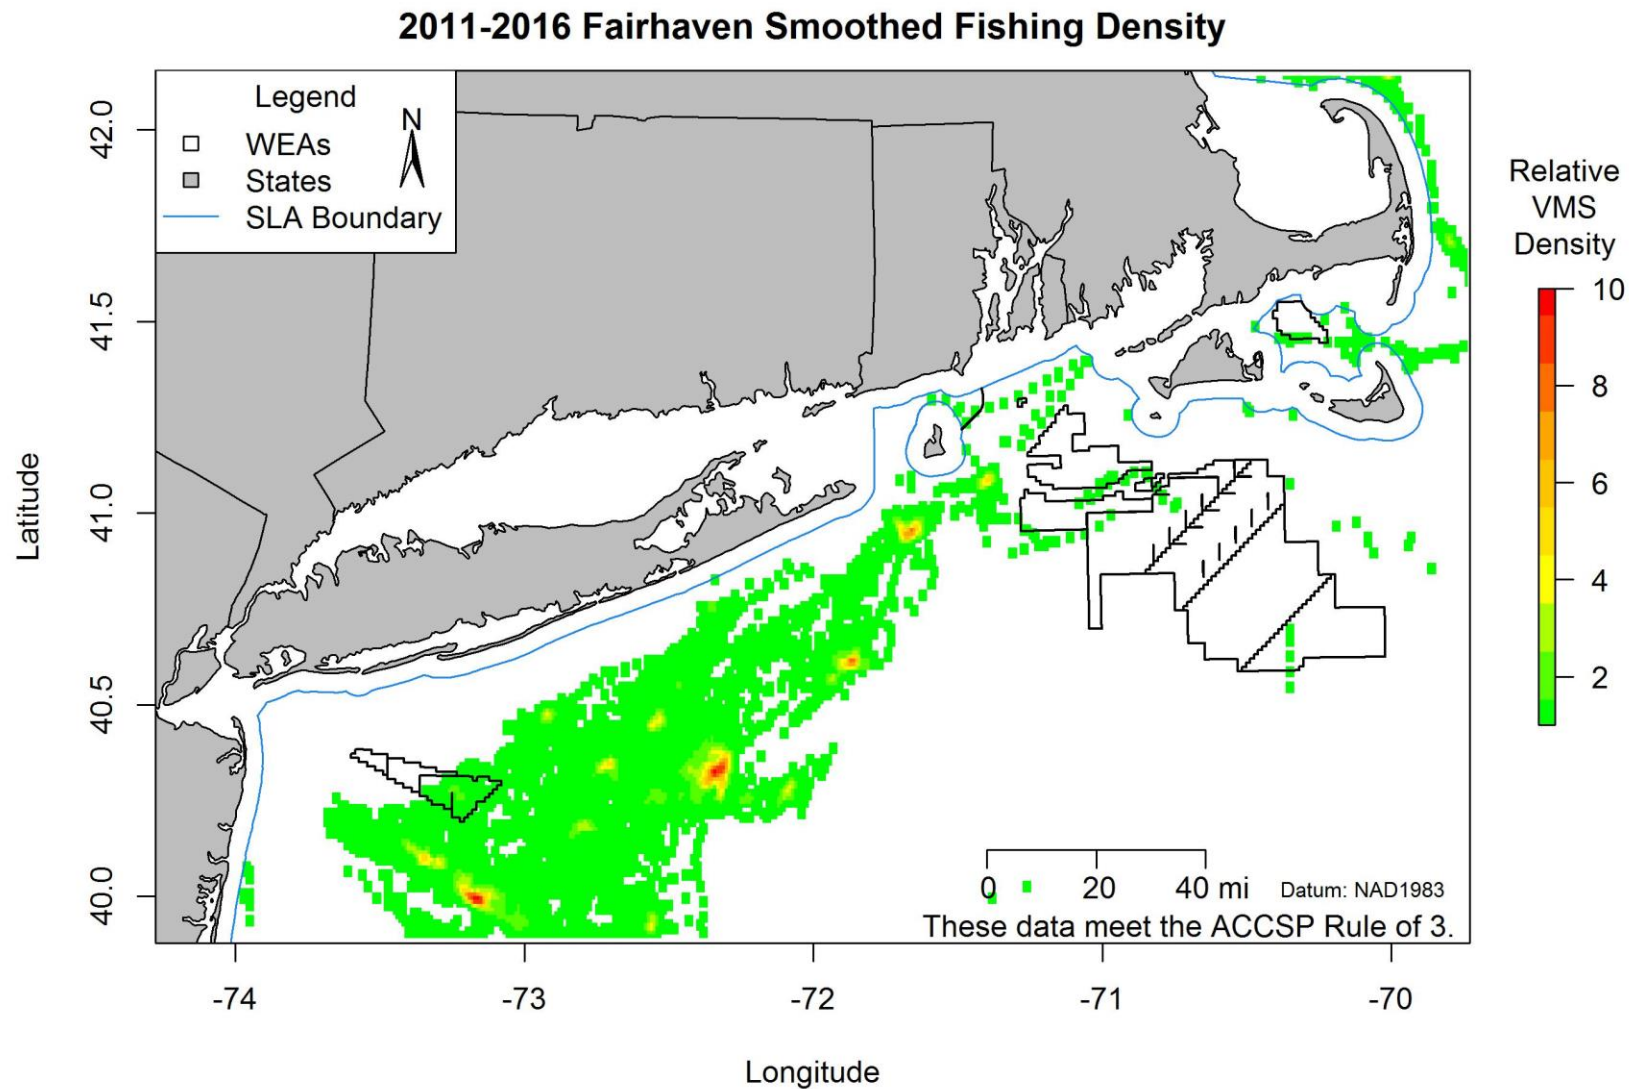 2011-2016 Fairhaven Smoothed Fishing Density
Legend
N
WEAs
States
SLA Boundary
Relative
VMS
Density
10
8
6
4
2
Latitude
42.0
41.5
41.0
40.5
40.0
0 20 40 mi Datum: NAD1983
These data meet the ACCSP Rule of 3.
-74 -73 -72 -71 -70
Longitude